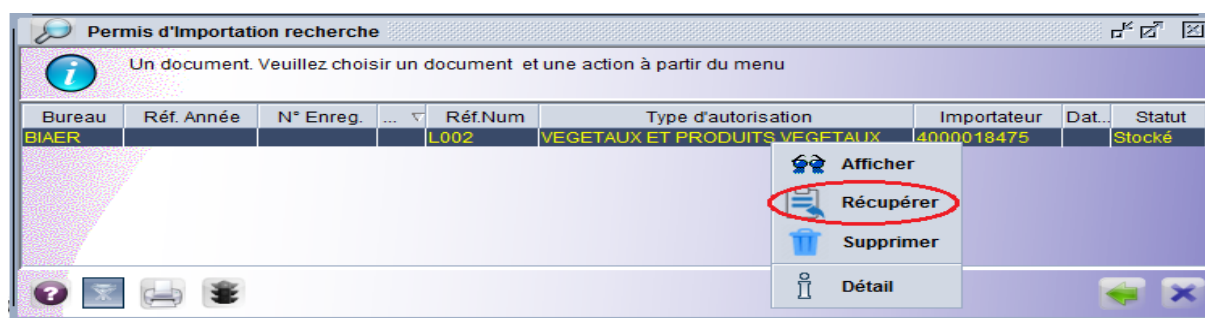 Permis d'Importation recherche
Un document. Veuillez choisir un document et une action à partir du menu
Bureau Réf. Année N° Enreg. ... Réf.Num Type d'autorisation Importateur Dat... Statut
BIAER L002 VEGETAUX ET PRODUITS VEGETAUX 4000018475 Stocké
Afficher
Récupérer
Supprimer
Détail